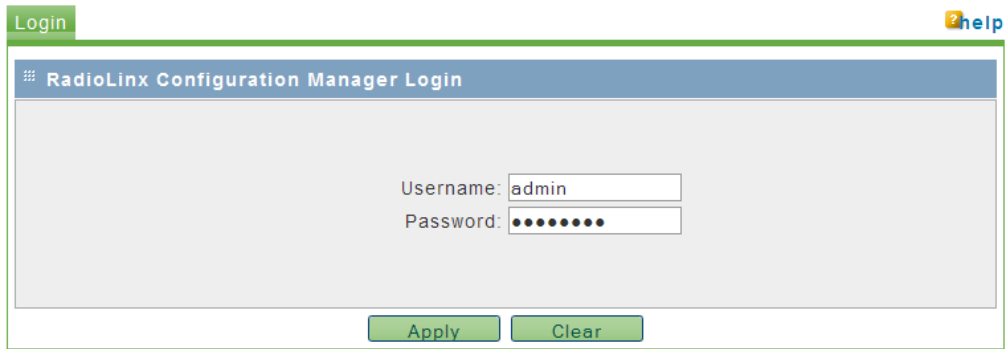 Login
?help
RadioLinx Configuration Manager Login
Username: admin
Password: ●●●●●●●●
Apply Clear